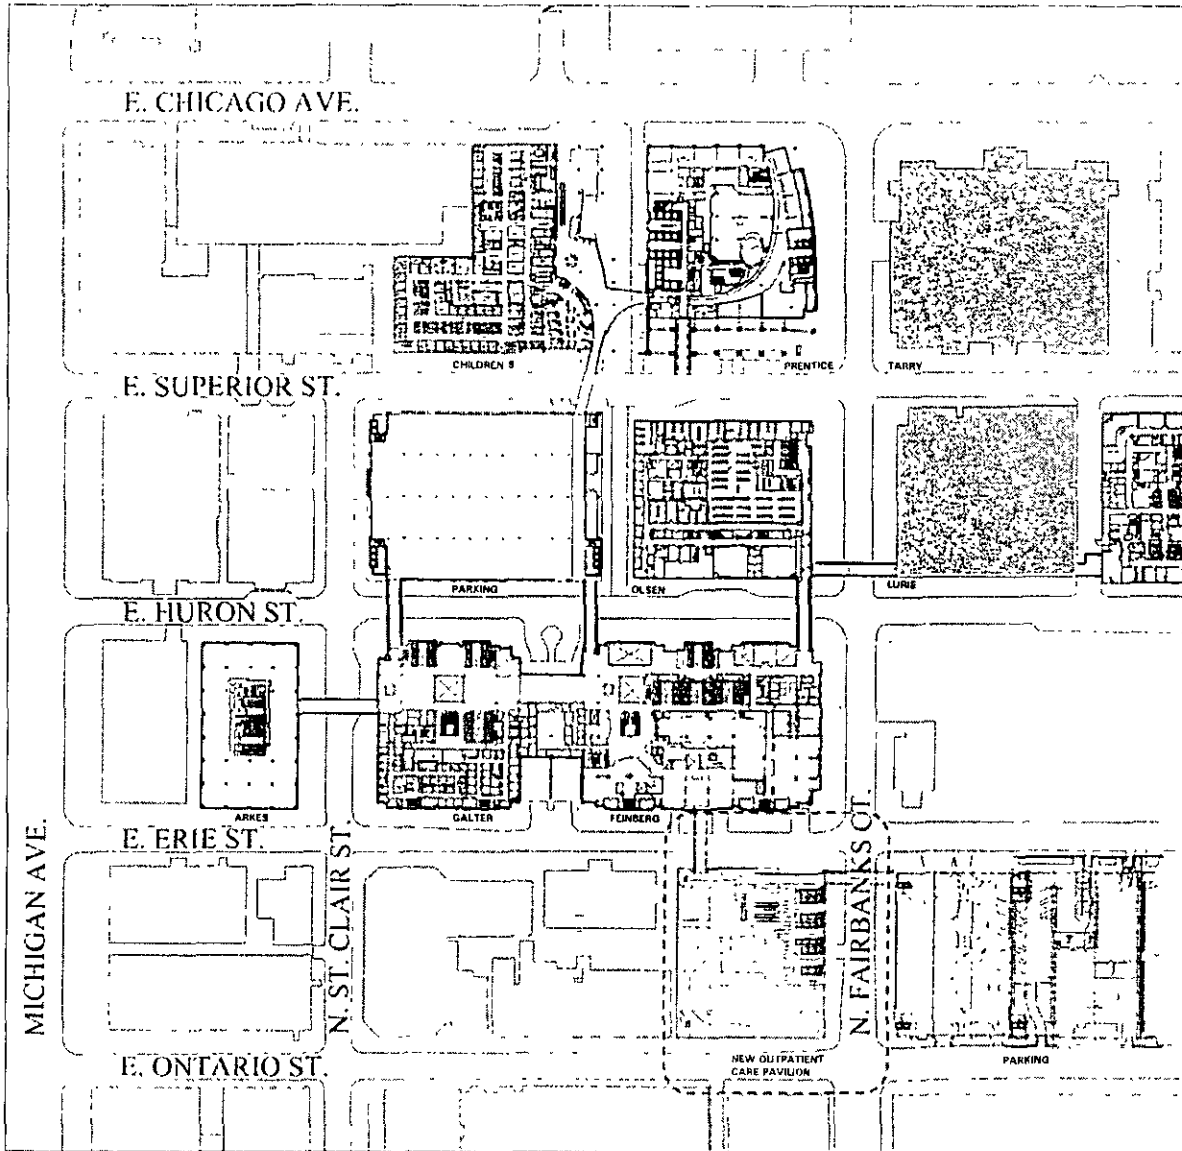 E. CHICAGO AVE.
CHILDREN'S
PRENTICE
TARRY
E. SUPERIOR ST.
PARKING
OLSEN
LURIE
E. HURON ST.
ARKES
GALTER
FEINBERG
E. ERIE ST.
MICHIGAN AVE.
N. ST. CLAIR ST.
N. FAIRBANKS CT.
NEW OUTPATIENT
CARE PAVILION
PARKING
E. ONTARIO ST.